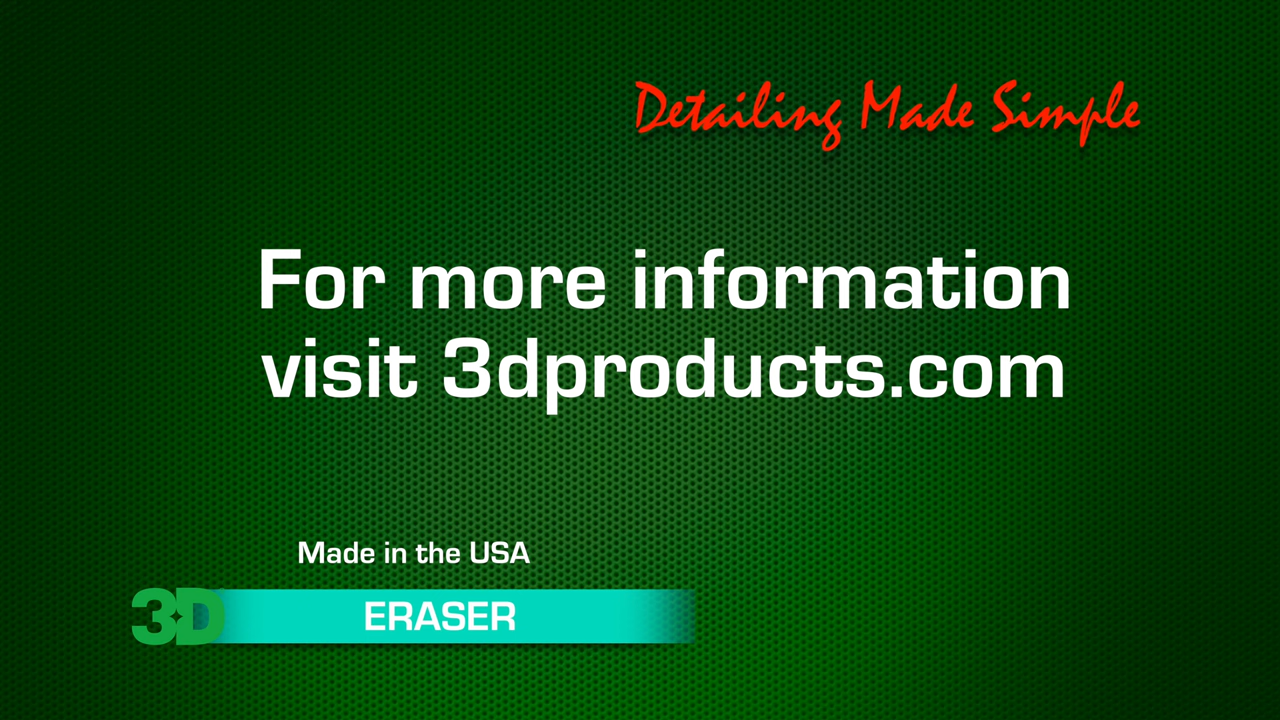 Detailing Made Simple
For more information
visit 3dproducts.com
Made in the USA
3D
ERASER